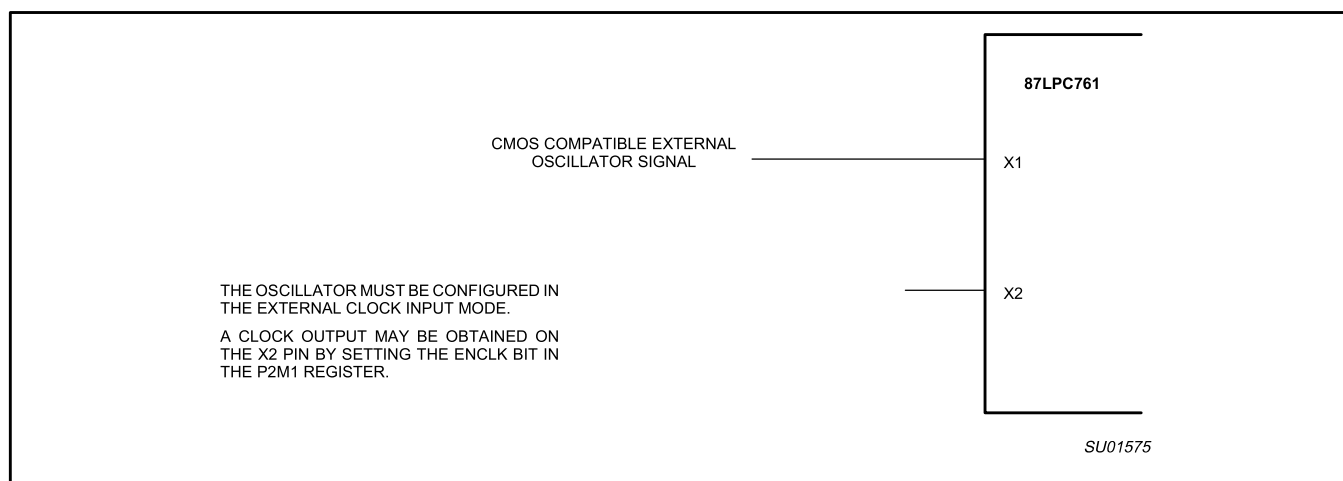 87LPC761
CMOS COMPATIBLE EXTERNAL
OSCILLATOR SIGNAL
X1
THE OSCILLATOR MUST BE CONFIGURED IN
THE EXTERNAL CLOCK INPUT MODE.
X2
A CLOCK OUTPUT MAY BE OBTAINED ON
THE X2 PIN BY SETTING THE ENCLK BIT IN
THE P2M1 REGISTER.
SU01575